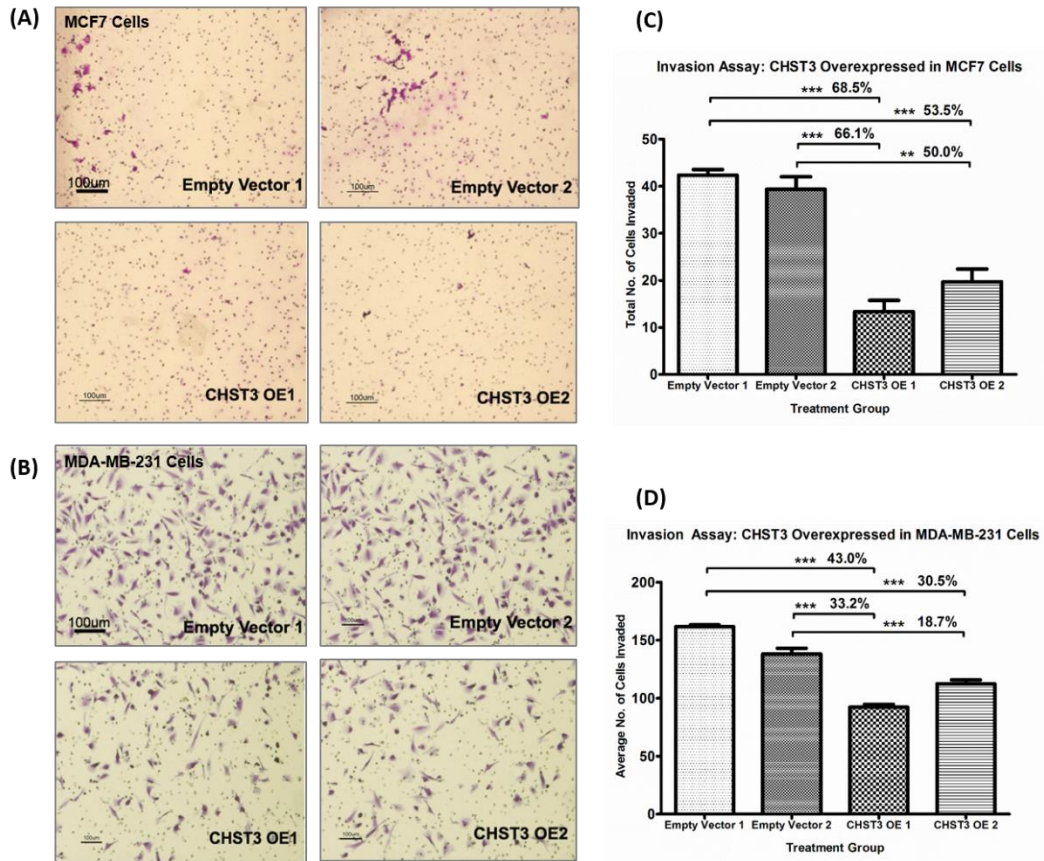 (A)
MCF7 Cells
100um
Empty Vector 1
100um
Empty Vector 2
100um
CHST3 OE1
100um
CHST3 OE2
(B)
MDA-MB-231 Cells
100um
Empty Vector 1
100um
Empty Vector 2
100um
CHST3 OE1
100um
CHST3 OE2
(C)
Invasion Assay: CHST3 Overexpressed in MCF7 Cells
*** 68.5%
*** 53.5%
*** 66.1%
** 50.0%
Total No. of Cells Invaded
50
40
30
20
10
0
Empty Vector 1 Empty Vector 2 CHST3 OE 1 CHST3 OE 2
Treatment Group
(D)
Invasion Assay: CHST3 Overexpressed in MDA-MB-231 Cells
*** 43.0%
*** 30.5%
*** 33.2%
*** 18.7%
Average No. of Cells Invaded
200
150
100
50
0
Empty Vector 1 Empty Vector 2 CHST3 OE 1 CHST3 OE 2
Treatment Group